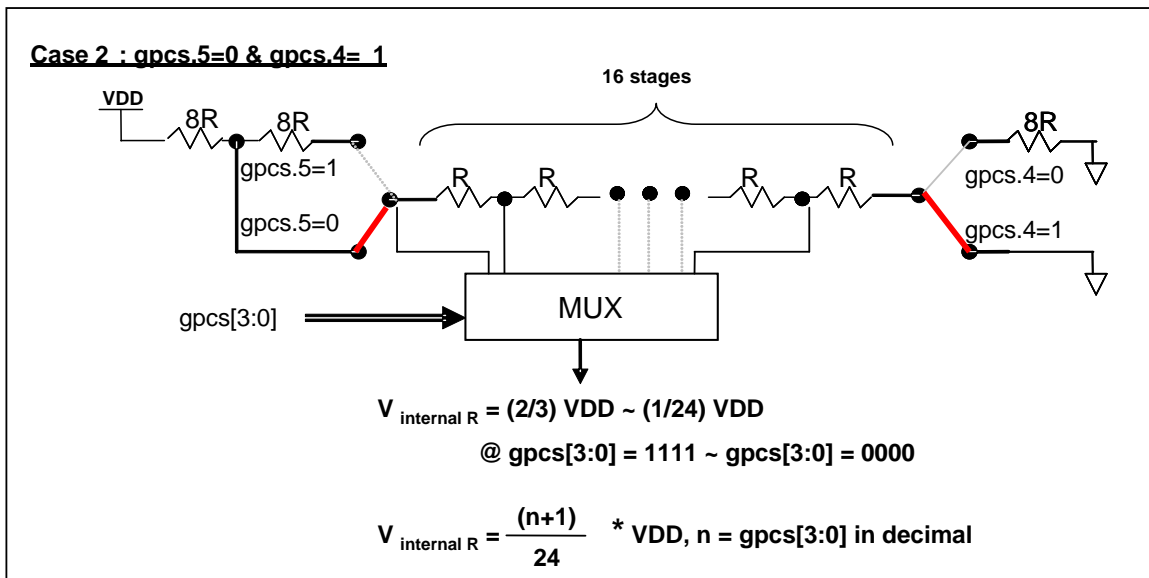 Case 2 : gpcs.5=0 & gpcs.4= 1
16 stages
VDD
8R
8R
8R
gpcs.5=1
R
R
R
R
gpcs.4=0
gpcs.5=0
gpcs.4=1
MUX
gpcs[3:0]
V internal R = (2/3) VDD ~ (1/24) VDD
@ gpcs[3:0] = 1111 ~ gpcs[3:0] = 0000
V internal R = (n+1) / 24 * VDD, n = gpcs[3:0] in decimal